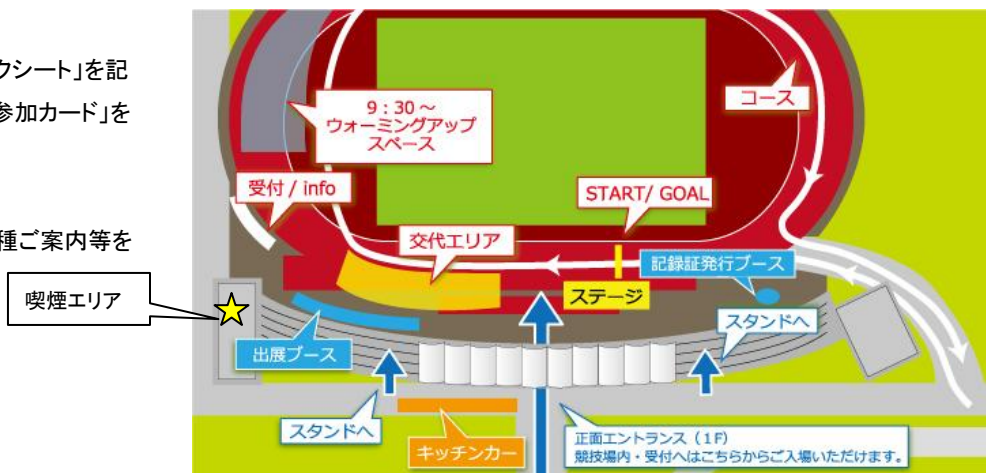 クシート」を記
参加カード」を
種ご案内等を
喫煙エリア
9：30～
ウォーミングアップ
スペース
コース
受付 / info
START/ GOAL
交代エリア
記録証発行ブース
ステージ
スタンドへ
出展ブース
スタンドへ
キッチンカー
正面エントランス（1F）
競技場内・受付へはこちらからご入場いただけます。